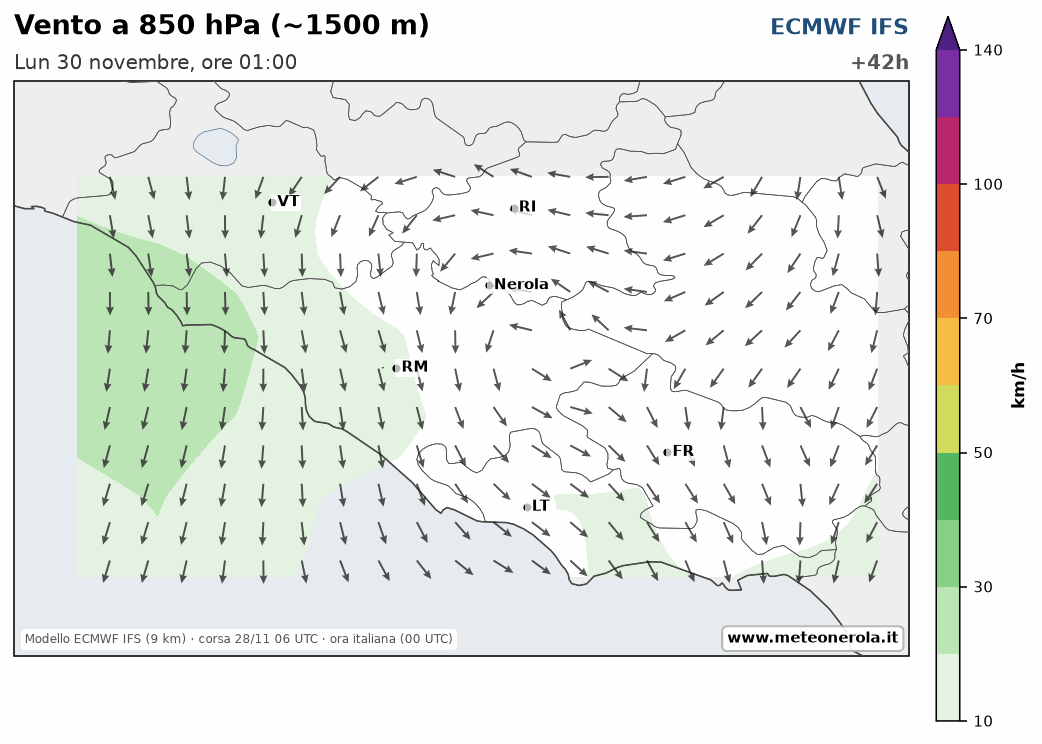 Vento a 850 hPa (~1500 m)
ECMWF IFS
Lun 30 novembre, ore 01:00
+42h
VT
RI
Nerola
RM
FR
LT
140
100
70
50
30
10
km/h
Modello ECMWF IFS (9 km) · corsa 28/11 06 UTC · ora italiana (00 UTC)
www.meteonerola.it